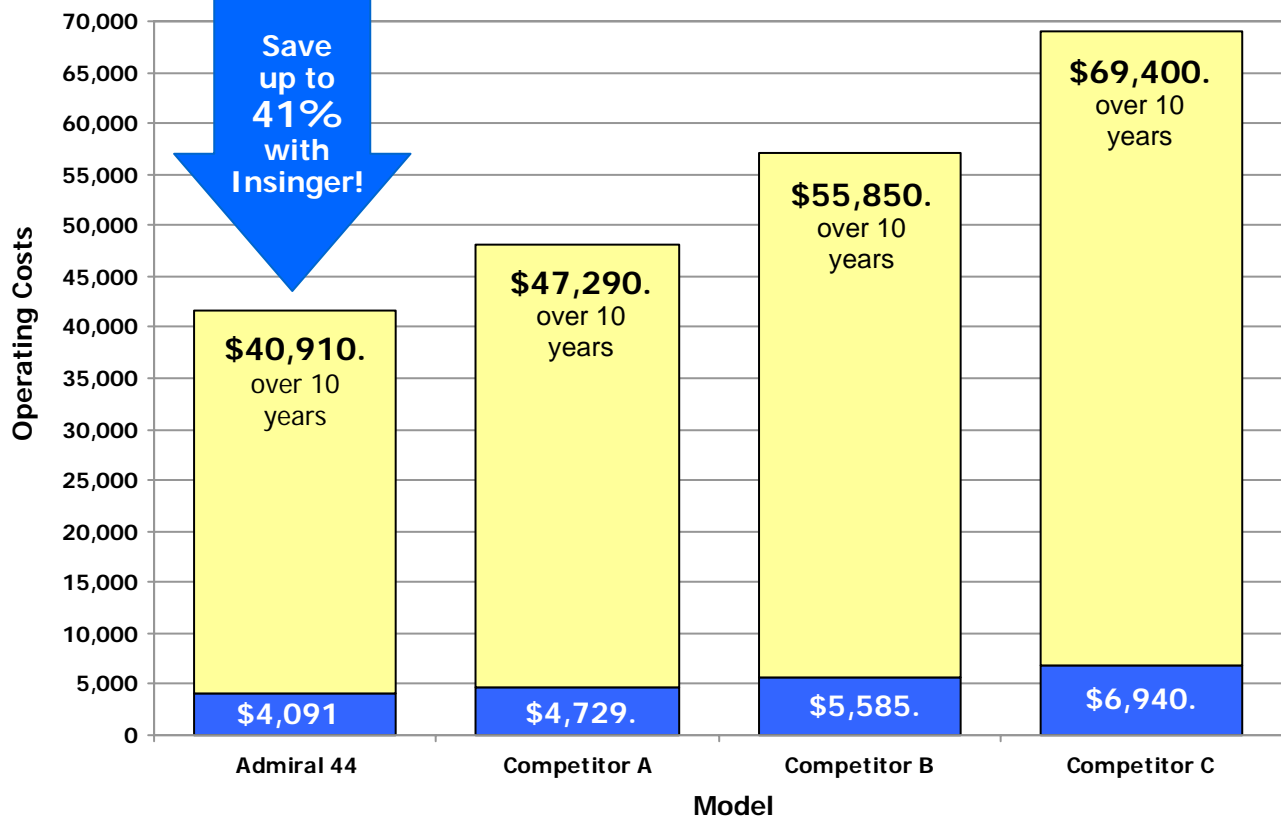 70,000
65,000
60,000
55,000
50,000
45,000
40,000
35,000
30,000
25,000
20,000
15,000
10,000
5,000
0
Operating Costs
Save
up to
41%
with
Insinger!
$40,910.
over 10
years
$4,091
$47,290.
over 10
years
$4,729.
$55,850.
over 10
years
$5,585.
$69,400.
over 10
years
$6,940.
Admiral 44
Competitor A
Competitor B
Competitor C
Model